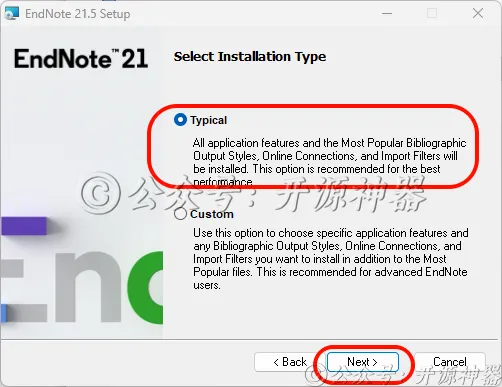 EndNote 21.5 Setup
EndNote™ 21
Select Installation Type
Typical
All application features and the Most Popular Bibliographic
Output Styles, Online Connections, and Import Filters will
be installed. This option is recommended for the best
performance.
©公众号：开源神器
Custom
Use this option to choose specific application features and
any Bibliographic Output Styles, Online Connections, and
Import Filters you want to install in addition to the Most
Popular files. This is recommended for advanced EndNote
users.
End
< Back
Next >
Cancel
©公众号：开源神器